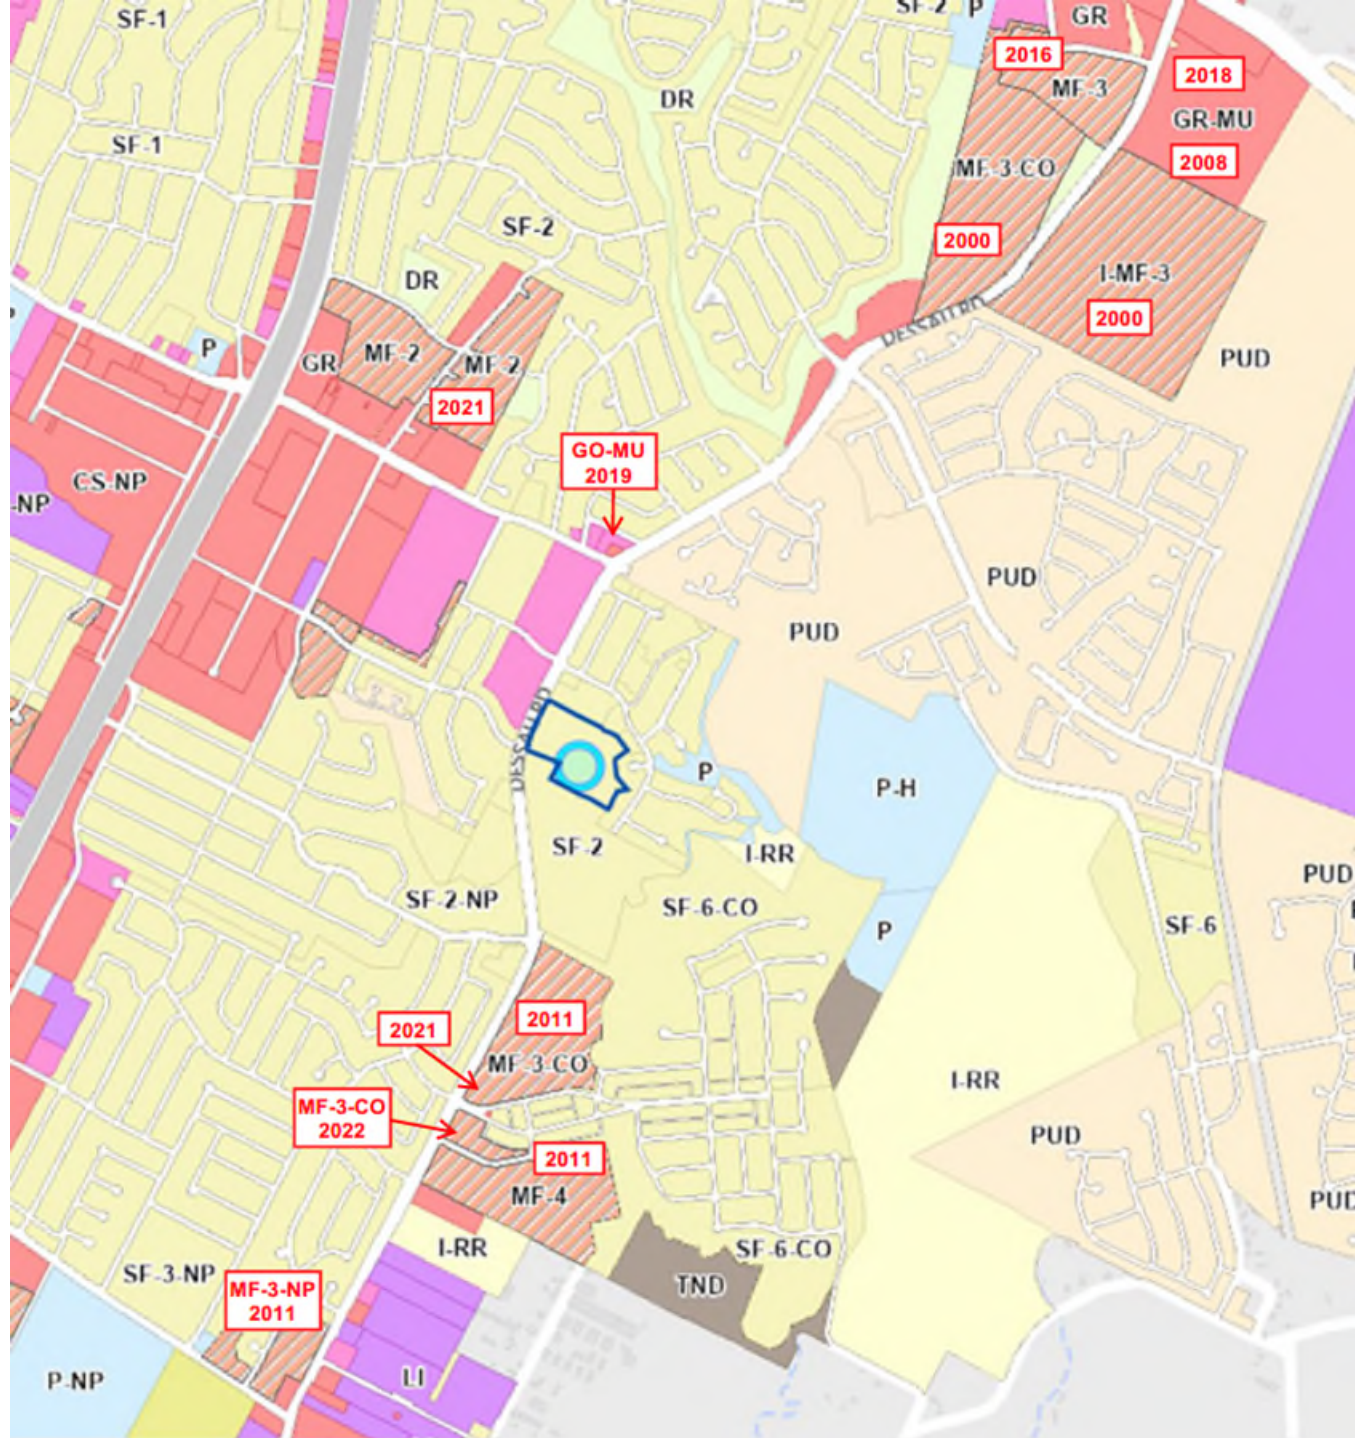 SF-1
SF-2
P
GR
2016
2018
DR
MF-3
GR-MU
SF-1
2008
MF-3-CO
SF-2
2000
DR
I-MF-3
2000
DESSAU RD
P
GR
MF-2
MF-2
PUD
2021
GO-MU
2019
CS-NP
-NP
PUD
PUD
DESSAU RD
P
P-H
SF-2
I-RR
PUD
SF-2-NP
SF-6-CO
SF-6
P
2011
2021
MF-3-CO
I-RR
MF-3-CO
2022
PUD
2011
MF-4
PUD
I-RR
SF-6-CO
SF-3-NP
MF-3-NP
2011
TND
P-NP
LI